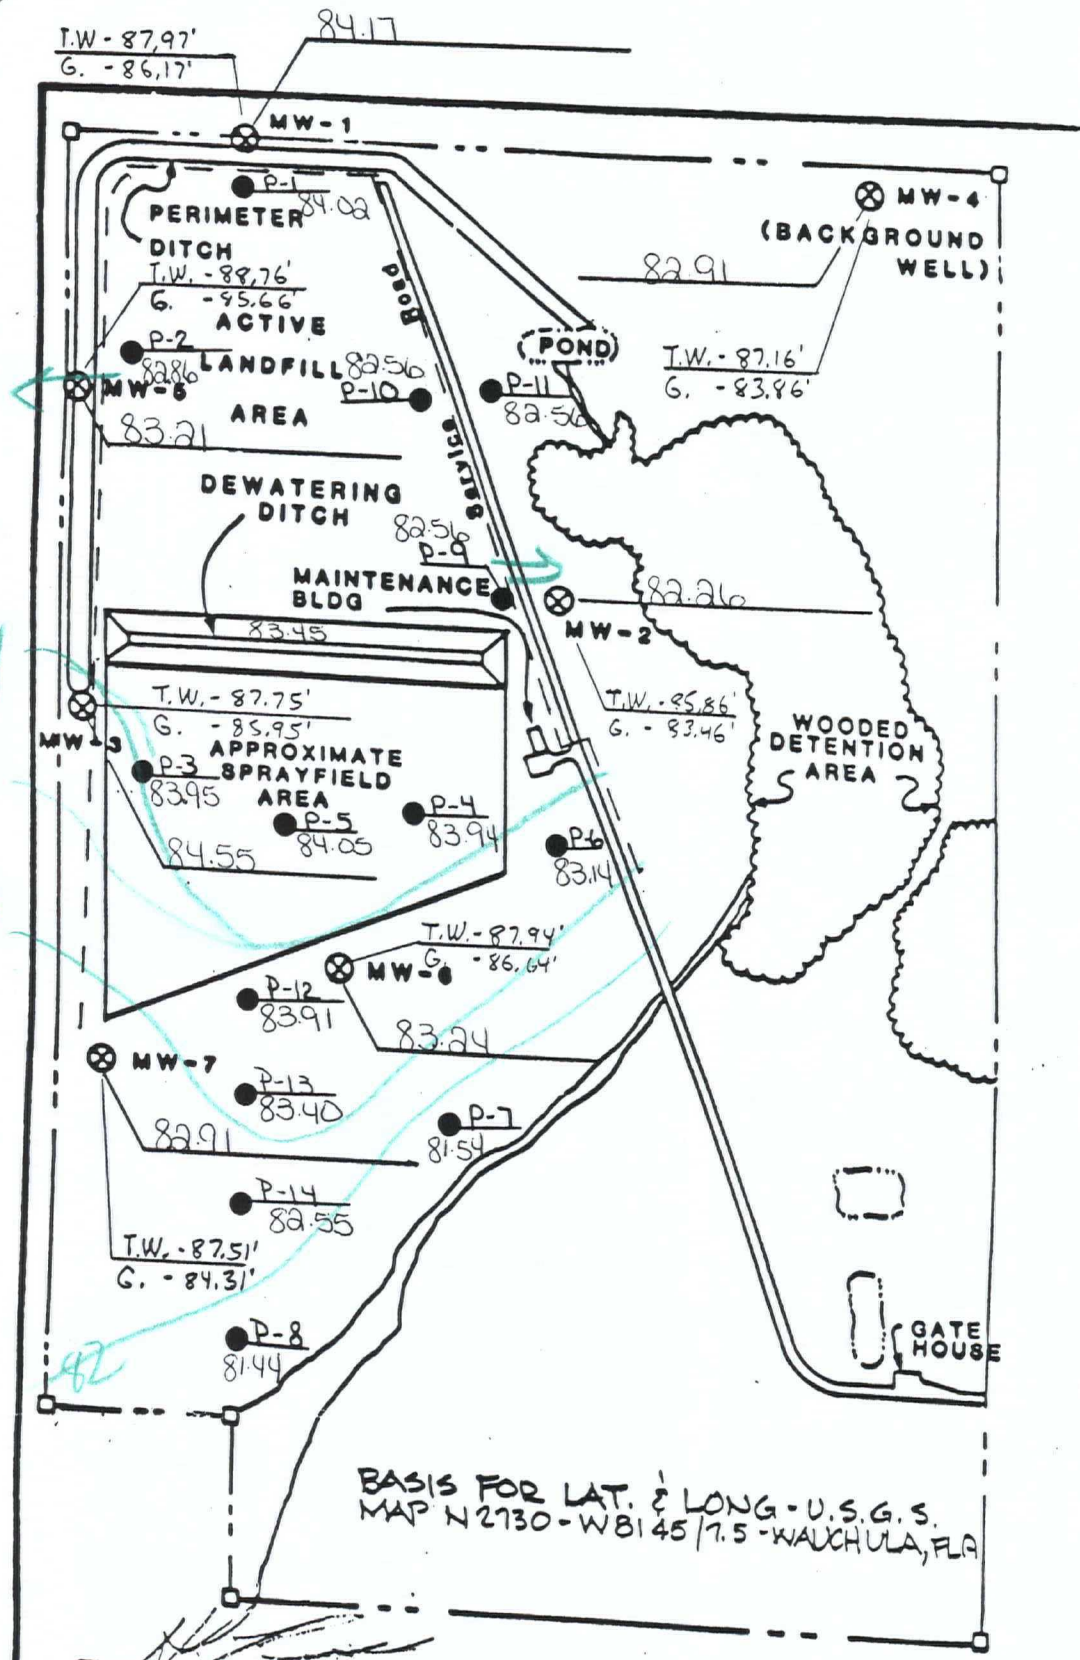 T.W - 87,97'
G. - 86,17'
84.17
MW-1
P-1
84.02
PERIMETER
DITCH
MW-4
(BACKGROUND
WELL)
82.91
T.W. - 87.16'
G. - 83.86'
T.W. - 88,76'
G. - 85.66'
ACTIVE
LANDFILL
AREA
P-2
82.86
MW-5
83.21
82.56
P-10
Service Road
POND
P-11
82.56
DEWATERING
DITCH
82.56
P-9
MAINTENANCE
BLDG
82.26
MW-2
T.W. - 85,86'
G. - 83.46'
83.45
T.W. - 87.75'
G. - 85.95'
MW-3
APPROXIMATE
SPRAYFIELD
AREA
P-3
83.95
P-5
84.05
P-4
83.94
84.55
P-6
83.14
WOODED
DETENTION
AREA
T.W. - 87.94'
G. - 86,64'
MW-6
P-12
83.91
83.24
MW-7
P-13
83.40
P-7
81.54
82.91
P-14
82.55
T.W. - 87.51'
G. - 84.31'
P-8
81.44
82
GATE
HOUSE
BASIS FOR LAT. & LONG - U.S.G.S.
MAP N2730-W8145/7.5-WAUCHULA, FLA